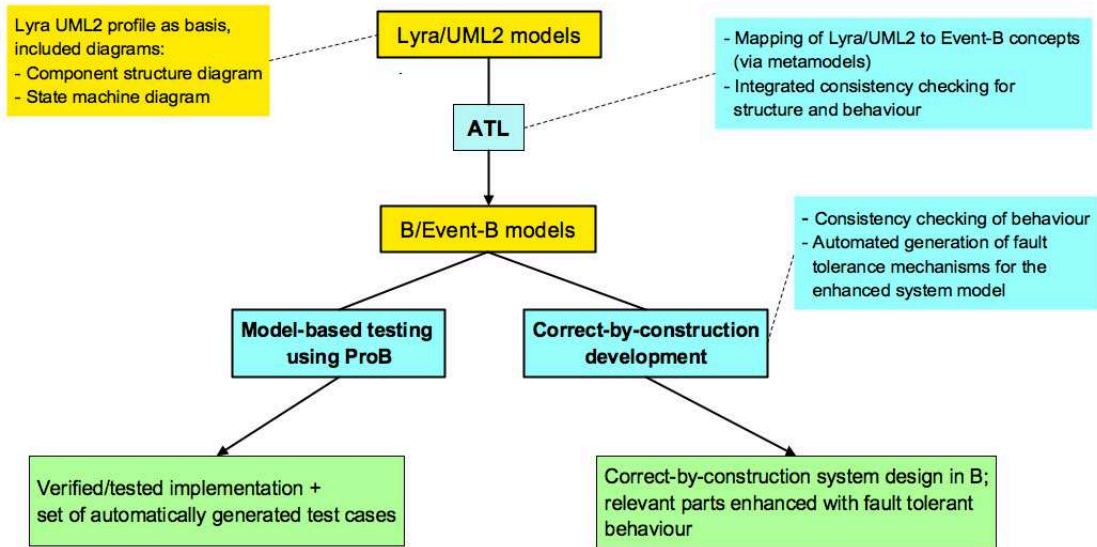 Lyra UML2 profile as basis,
included diagrams:
- Component structure diagram
- State machine diagram
Lyra/UML2 models
- Mapping of Lyra/UML2 to Event-B concepts
(via metamodels)
- Integrated consistency checking for
structure and behaviour
ATL
B/Event-B models
- Consistency checking of behaviour
- Automated generation of fault
tolerance mechanisms for the
enhanced system model
Model-based testing
using ProB
Correct-by-construction
development
Verified/tested implementation +
set of automatically generated test cases
Correct-by-construction system design in B;
relevant parts enhanced with fault tolerant
behaviour